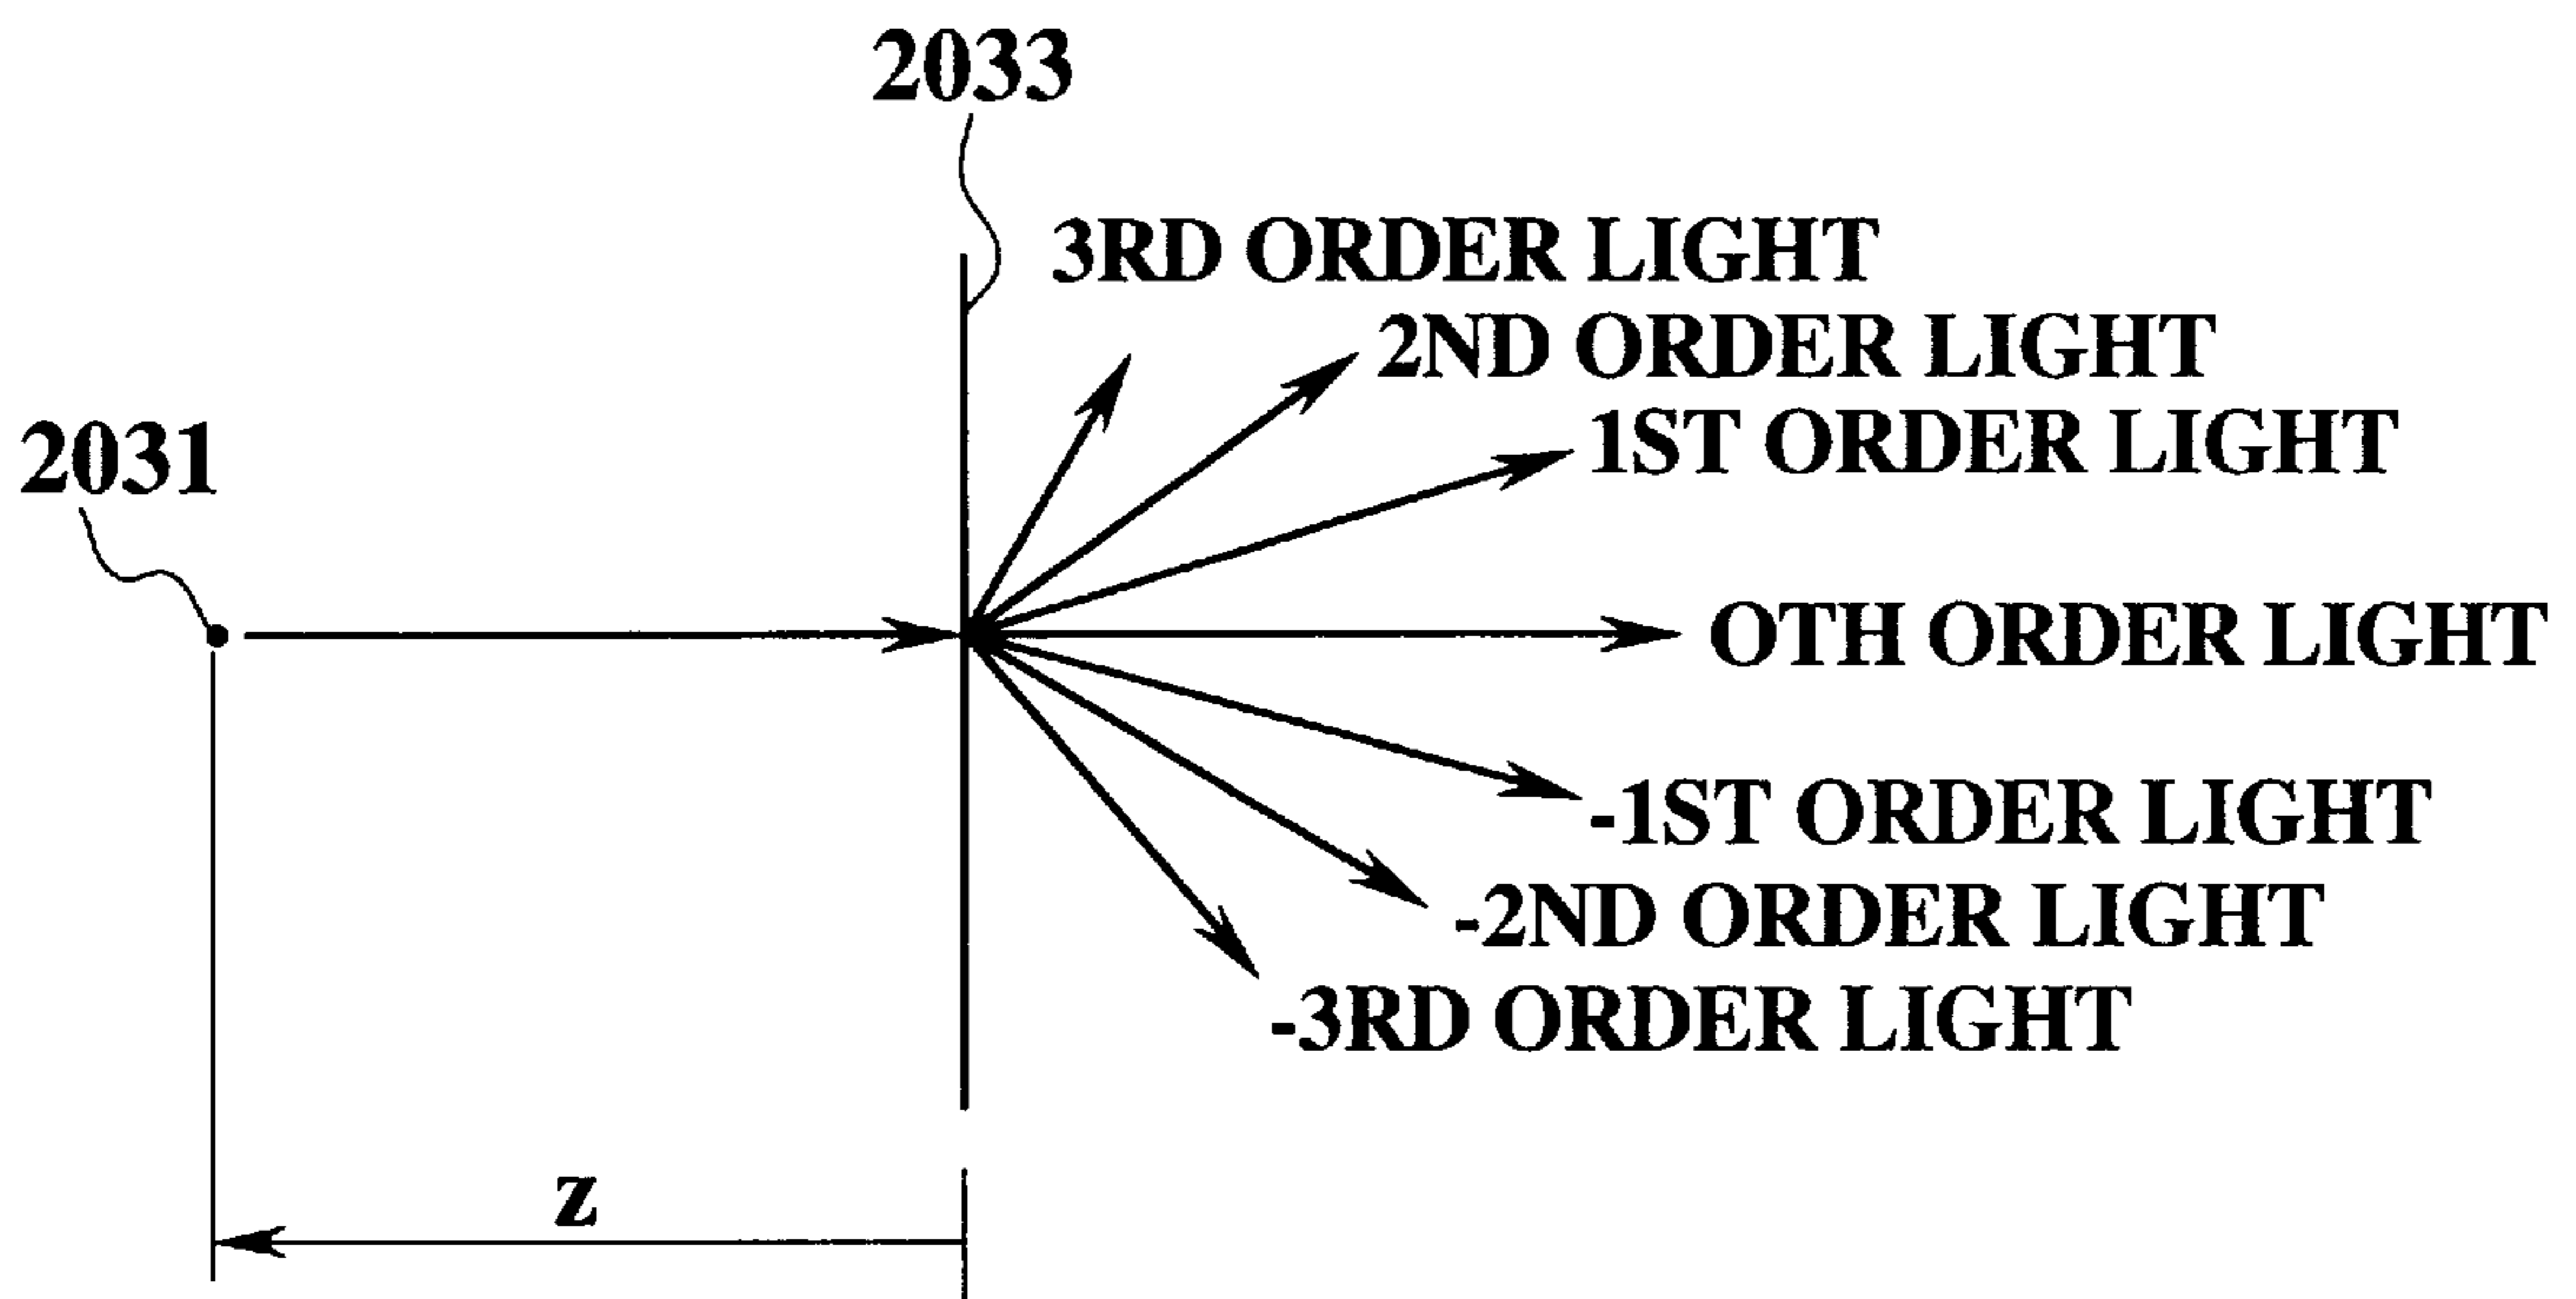 2033
3RD ORDER LIGHT
2ND ORDER LIGHT
1ST ORDER LIGHT
2031
OTH ORDER LIGHT
-1ST ORDER LIGHT
-2ND ORDER LIGHT
-3RD ORDER LIGHT
z